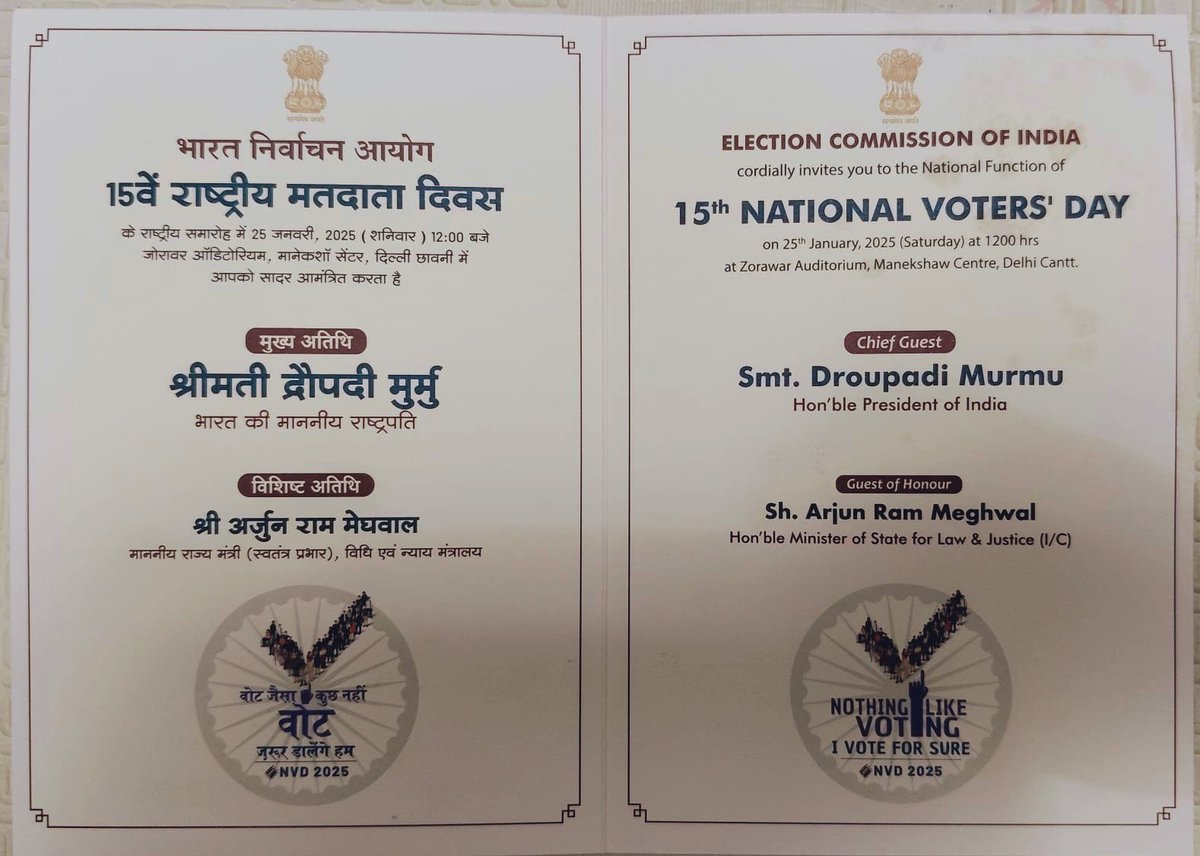 सत्यमेव जयते
भारत निर्वाचन आयोग
15वें राष्ट्रीय मतदाता दिवस
के राष्ट्रीय समारोह में 25 जनवरी, 2025 ( शनिवार ) 12:00 बजे
जोरावर ऑडिटोरियम, मानेकशॉ सेंटर, दिल्ली छावनी में
आपको सादर आमंत्रित करता है
मुख्य अतिथि
श्रीमती द्रौपदी मुर्मु
भारत की माननीय राष्ट्रपति
विशिष्ट अतिथि
श्री अर्जुन राम मेघवाल
माननीय राज्य मंत्री (स्वतंत्र प्रभार), विधि एवं न्याय मंत्रालय
वोट जैसा कुछ नहीं
वोट
ज़रूर डालेंगे हम
NVD 2025
सत्यमेव जयते
ELECTION COMMISSION OF INDIA
cordially invites you to the National Function of
15th NATIONAL VOTERS' DAY
on 25th January, 2025 (Saturday) at 1200 hrs
at Zorawar Auditorium, Manekshaw Centre, Delhi Cantt.
Chief Guest
Smt. Droupadi Murmu
Hon'ble President of India
Guest of Honour
Sh. Arjun Ram Meghwal
Hon'ble Minister of State for Law & Justice (I/C)
NOTHING LIKE
VOTING
I VOTE FOR SURE
NVD 2025